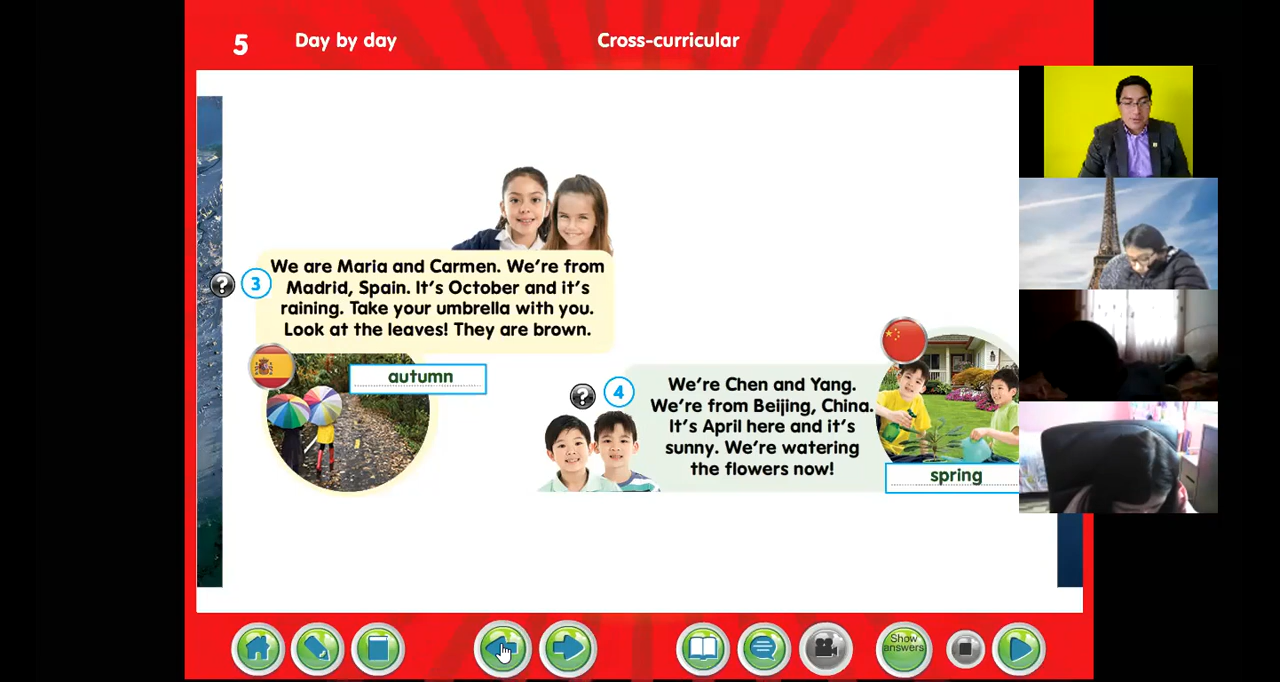 5 Day by day Cross-curricular
? 3 We are Maria and Carmen. We're from
Madrid, Spain. It's October and it's
raining. Take your umbrella with you.
Look at the leaves! They are brown.
autumn
? 4 We're Chen and Yang.
We're from Beijing, China.
It's April here and it's
sunny. We're watering
the flowers now!
spring
Show
answers